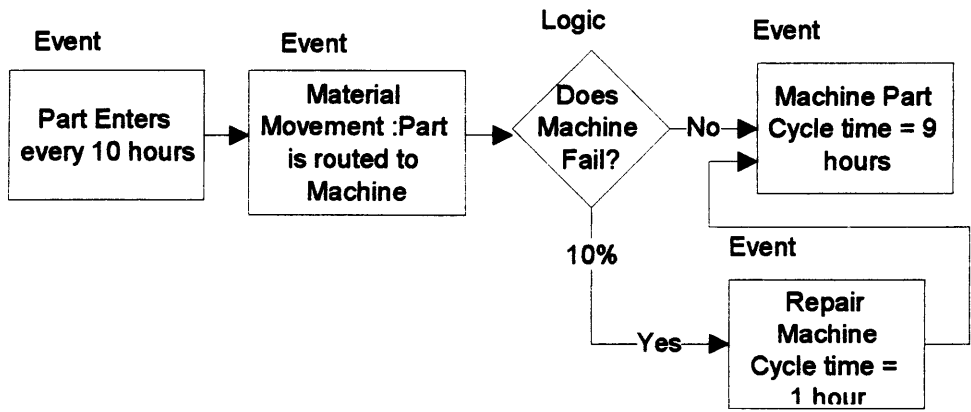 Event
Part Enters
every 10 hours
Event
Material
Movement :Part
is routed to
Machine
Logic
Does
Machine
Fail?
No
Event
Machine Part
Cycle time = 9
hours
10%
Yes
Event
Repair
Machine
Cycle time =
1 hour